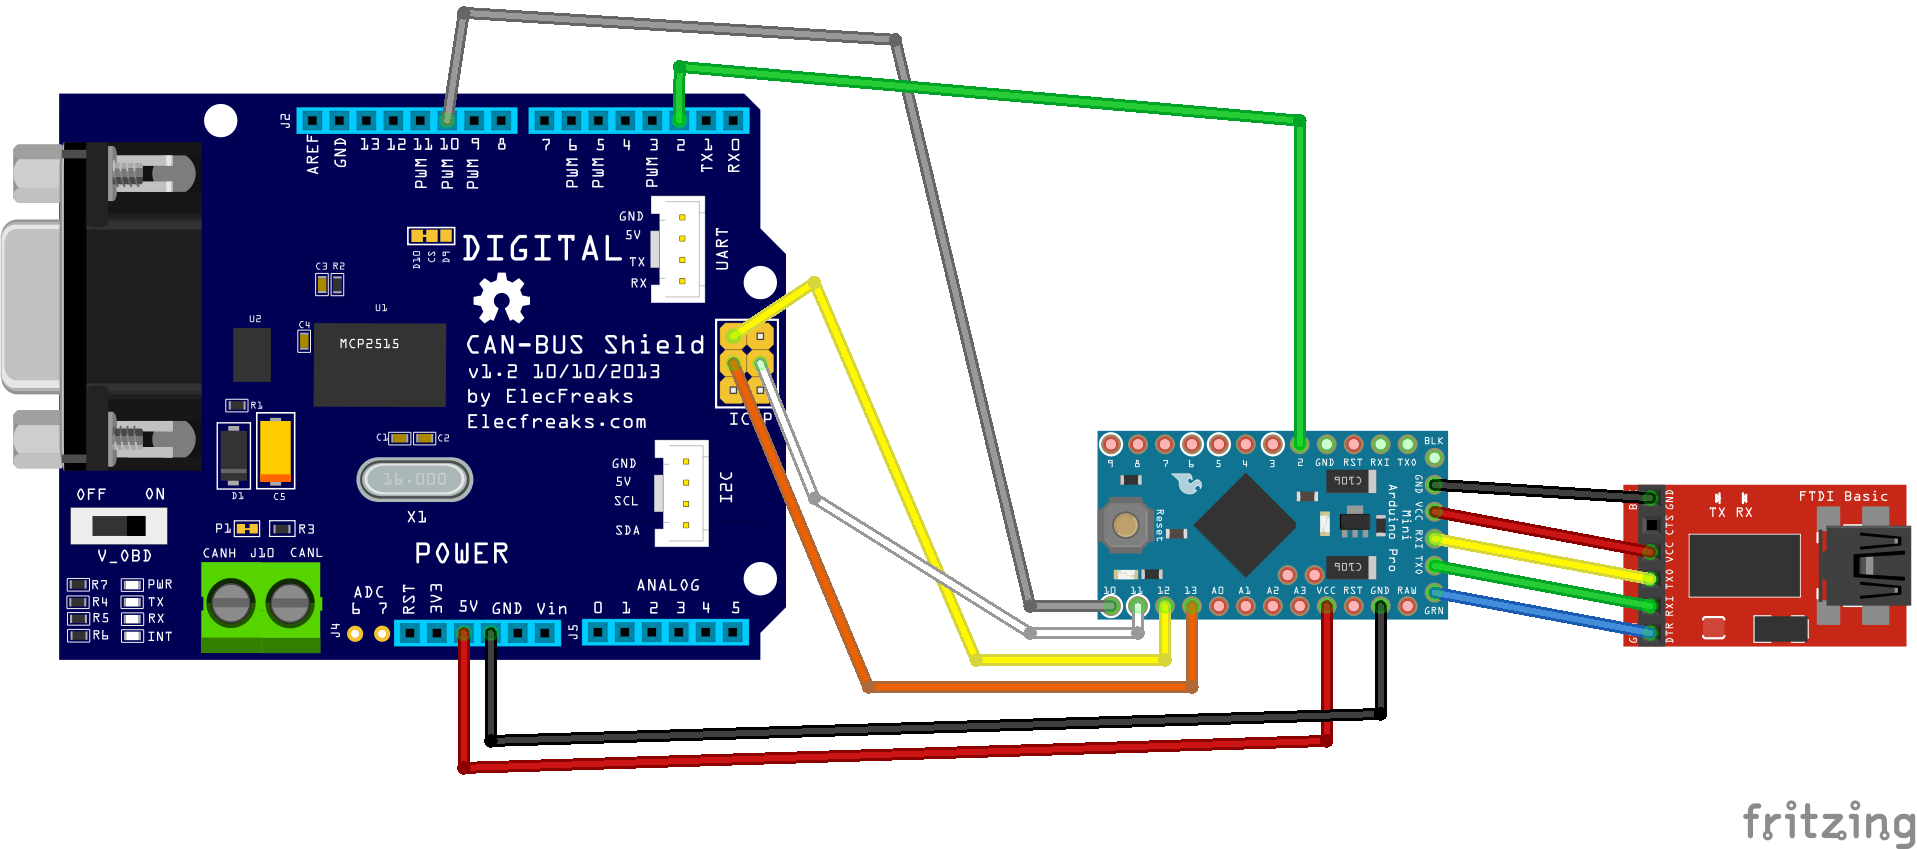 J2
AREF
GND
13
12
PWM 11
PWM 10
PWM 9
8
7
PWM 6
PWM 5
4
PWM 3
2
TX1
RX0
GND
5V
TX
RX
UART
D10
CS
D9
DIGITAL
C3 R2
U1
U2
C4
MCP2515
CAN-BUS Shield
v1.2 10/10/2013
by ElecFreaks
Elecfreaks.com
R1
C1
C2
D1
C5
16.000
X1
GND
5V
SCL
SDA
I2C
OFF ON
V_OBD
P1
R3
CANH J10 CANL
POWER
R7 PWR
R4 TX
R5 RX
R6 INT
ADC
6 7
J4
RST
3V3
5V
GND
Vin
ANALOG
J5
0 1 2 3 4 5
9 8 7 6 5 4 3 2 GND RST RXI TXO
BLK
GND
VCC
RXI
TXO
GRN
Reset
Arduino Pro
Mini
10 11 12 13 A0 A1 A2 A3 VCC RST GND RAW
FTDI Basic
TX RX
GND
CTS
VCC
TXO
RXI
DTR
fritzing